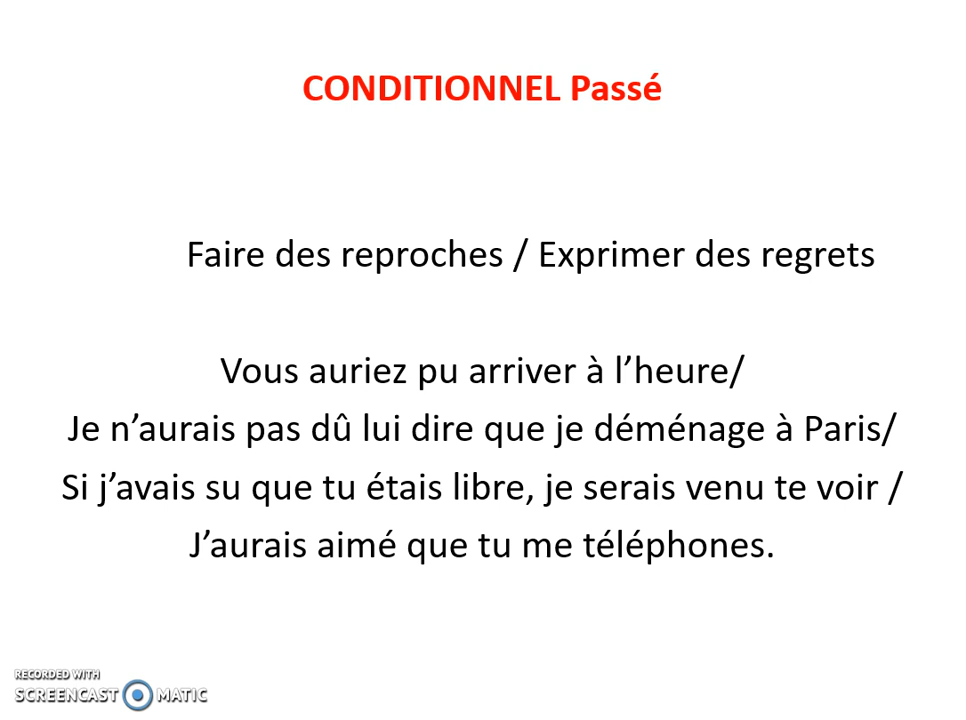 CONDITIONNEL Passé
Faire des reproches / Exprimer des regrets
Vous auriez pu arriver à l’heure/
Je n’aurais pas dû lui dire que je déménage à Paris/
Si j’avais su que tu étais libre, je serais venu te voir /
J’aurais aimé que tu me téléphones.
RECORDED WITH
SCREENCAST MATIC